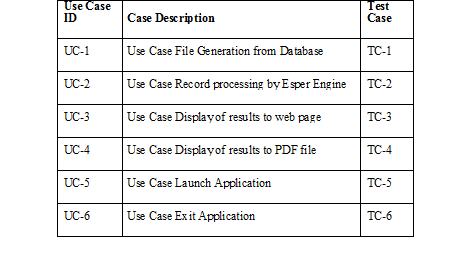 Use Case ID Case Description Test Case
UC-1 Use Case File Generation from Database TC-1
UC-2 Use Case Record processing by Esper Engine TC-2
UC-3 Use Case Display of results to web page TC-3
UC-4 Use Case Display of results to PDF file TC-4
UC-5 Use Case Launch Application TC-5
UC-6 Use Case Exit Application TC-6